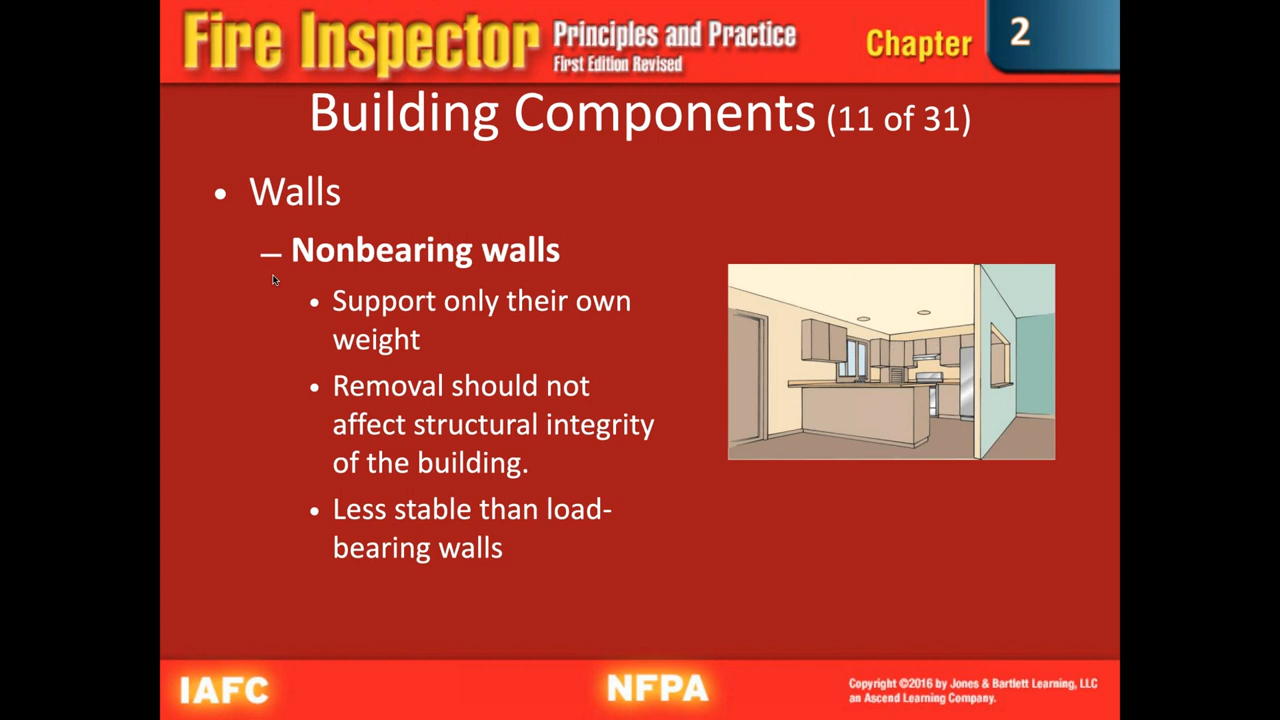 Fire Inspector Principles and Practice
First Edition Revised
Chapter 2
Building Components (11 of 31)
• Walls
– Nonbearing walls
• Support only their own
weight
• Removal should not
affect structural integrity
of the building.
• Less stable than load-
bearing walls
IAFC
NFPA
Copyright ©2016 by Jones & Bartlett Learning, LLC
an Ascend Learning Company.